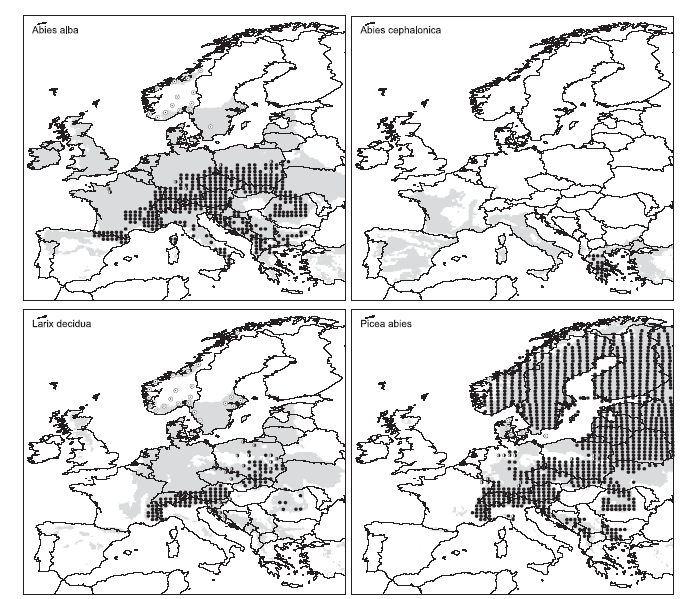 Abies alba
Abies cephalonica
Larix decidua
Picea abies